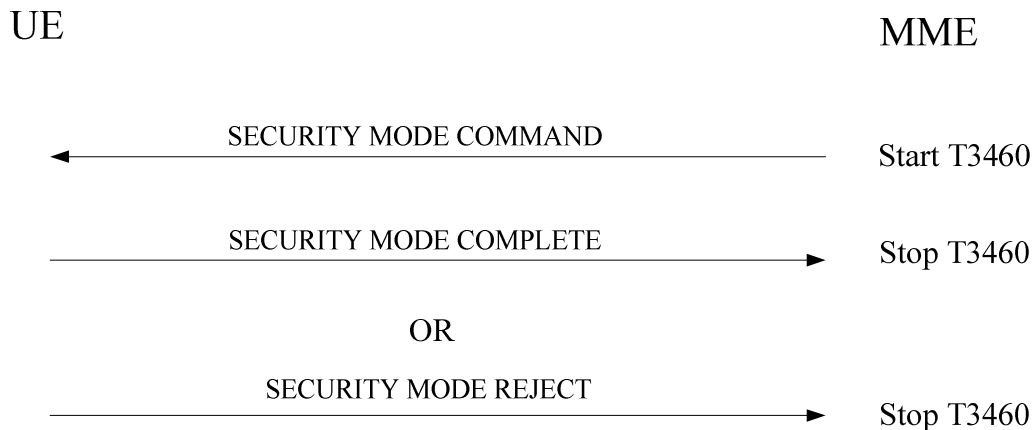 UE
MME
SECURITY MODE COMMAND
Start T3460
SECURITY MODE COMPLETE
Stop T3460
OR
SECURITY MODE REJECT
Stop T3460